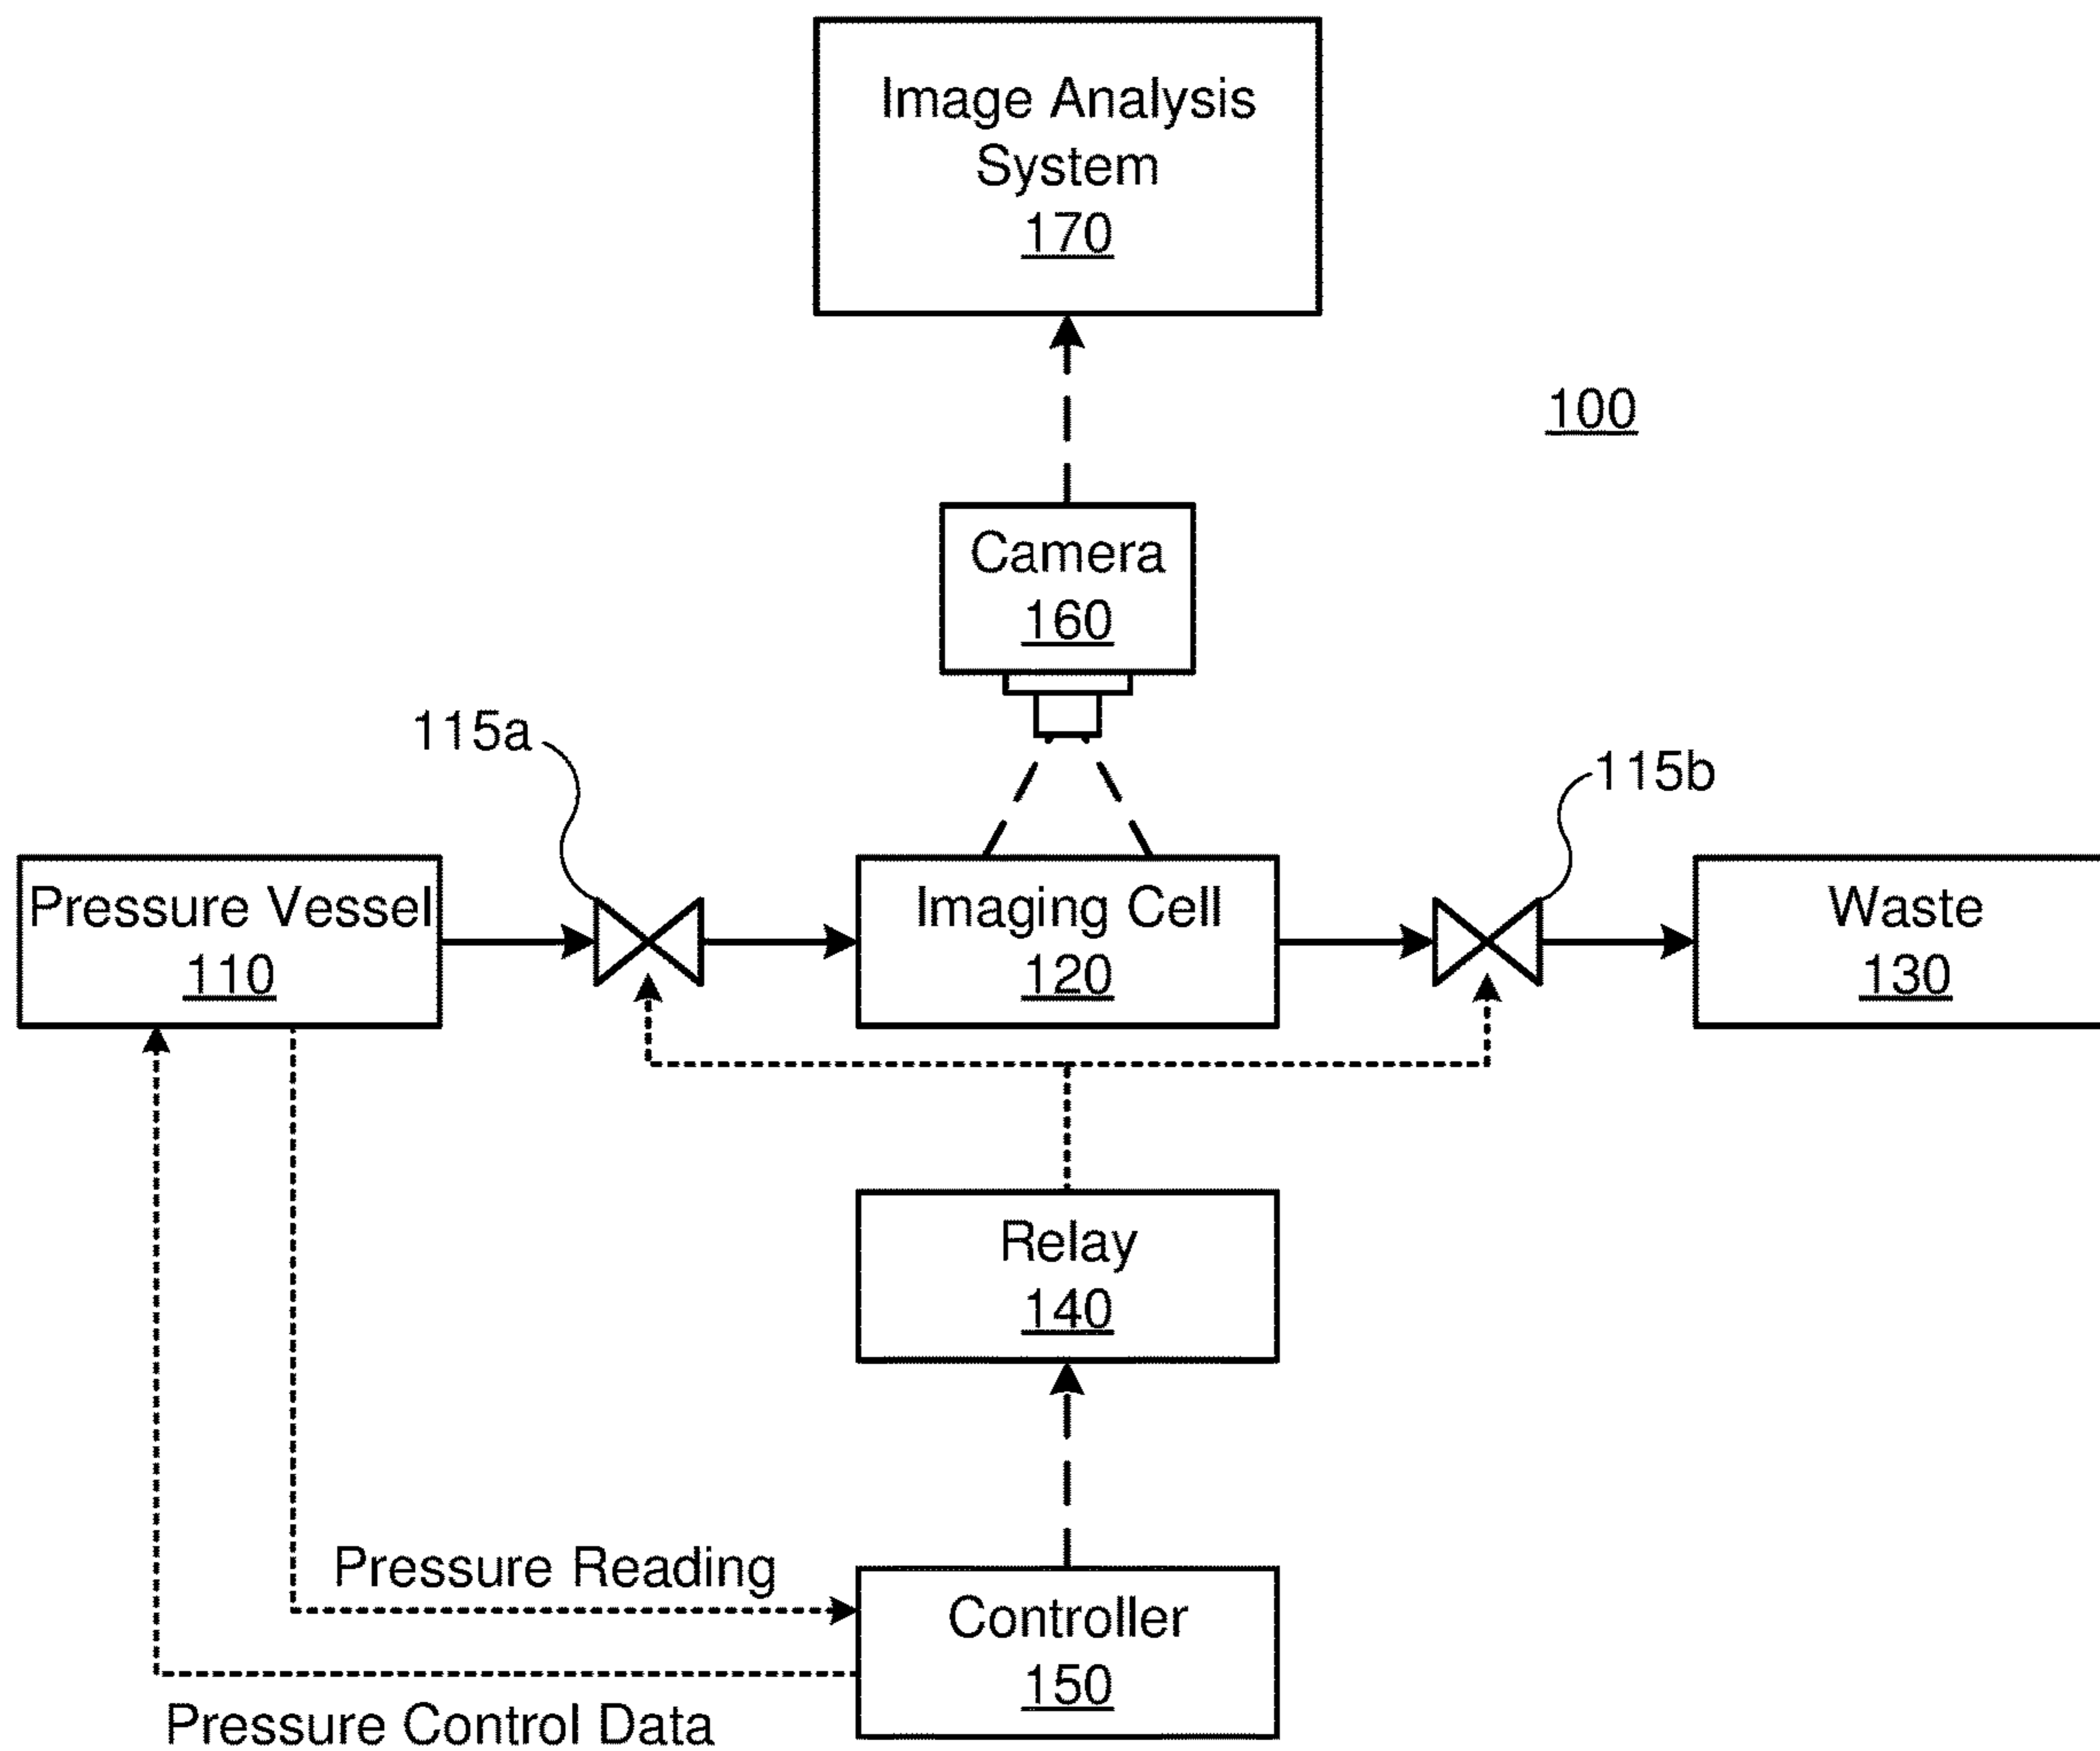 Image Analysis
System
170
100
Camera
160
115a
115b
Pressure Vessel
110
Imaging Cell
120
Waste
130
Relay
140
Pressure Reading
Controller
150
Pressure Control Data